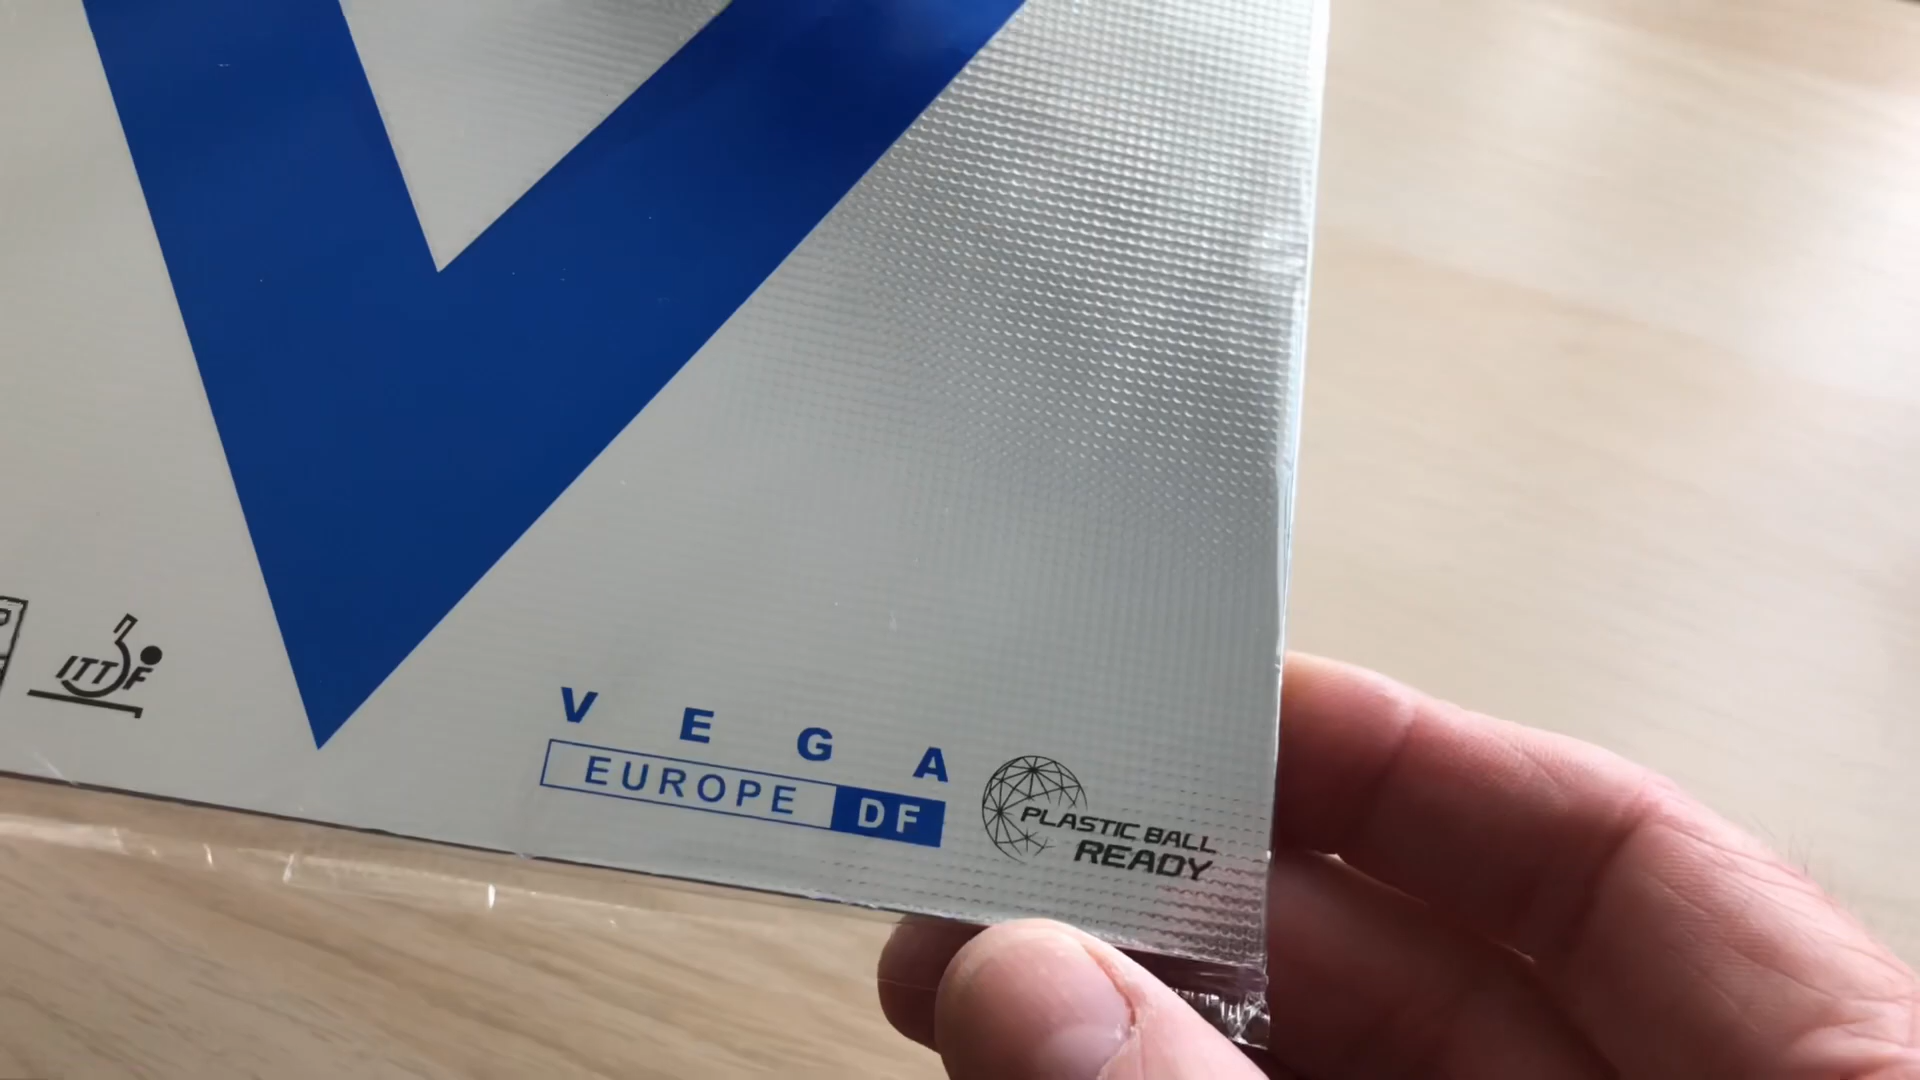 ITTF
VEGA
EUROPE DF
PLASTIC BALL
READY